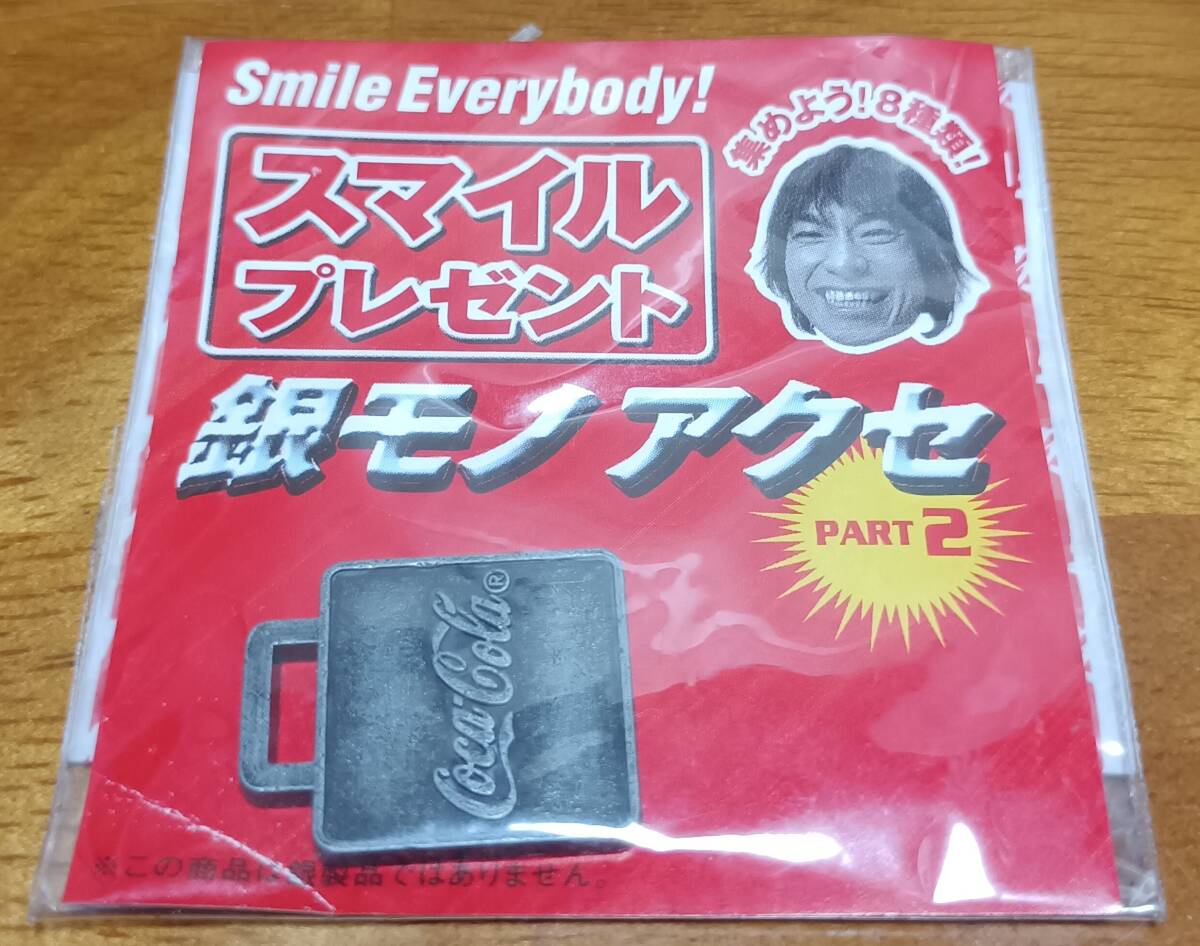 Smile Everybody!
集めよう!8種類!
スマイル
プレゼント
銀モノアクセ
PART 2
Coca-Cola®
※この商品は銀製品ではありません。